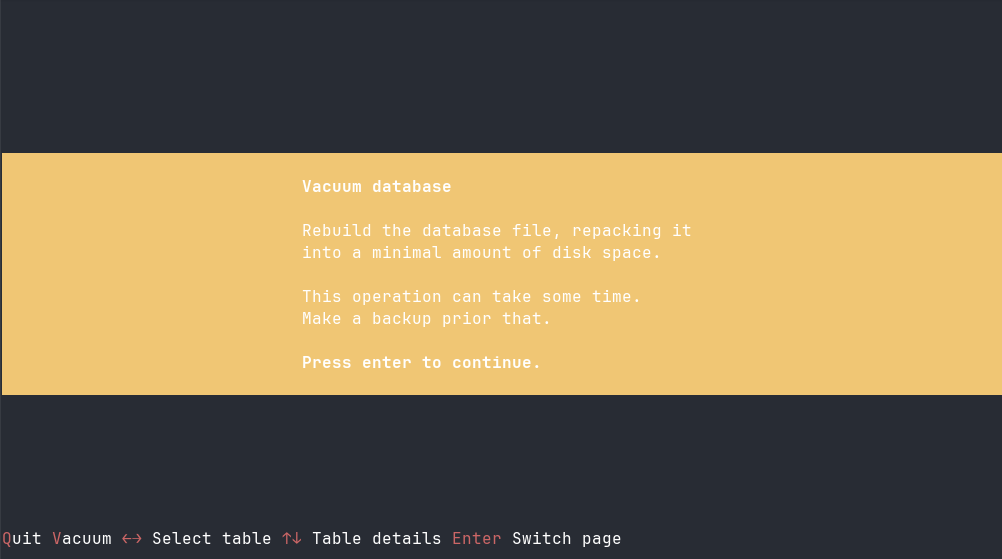 Vacuum database
Rebuild the database file, repacking it
into a minimal amount of disk space.
This operation can take some time.
Make a backup prior that.
Press enter to continue.
Quit Vacuum ↔ Select table ↑↓ Table details Enter Switch page